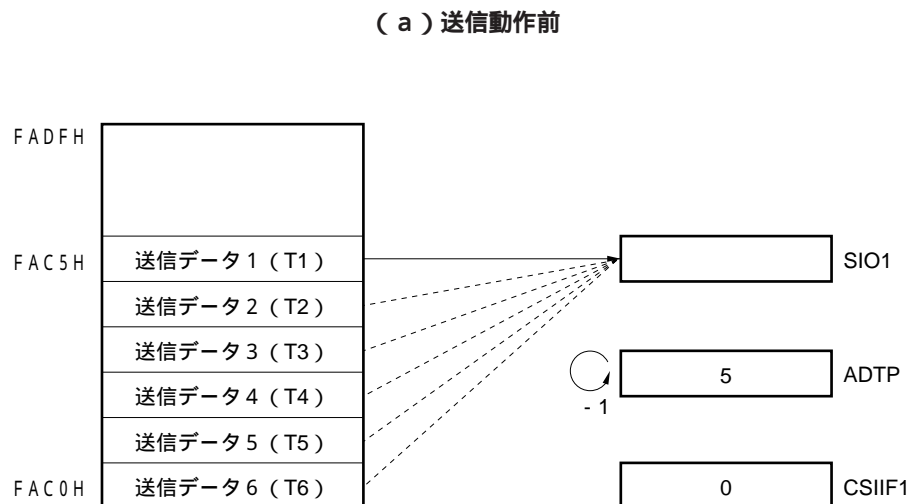 （a）送信動作前
FADFH
FAC5H 送信データ1（T1） SIO1
送信データ2（T2）
送信データ3（T3） 5 ADTP
送信データ4（T4） - 1
送信データ5（T5）
FAC0H 送信データ6（T6） 0 CSIIF1